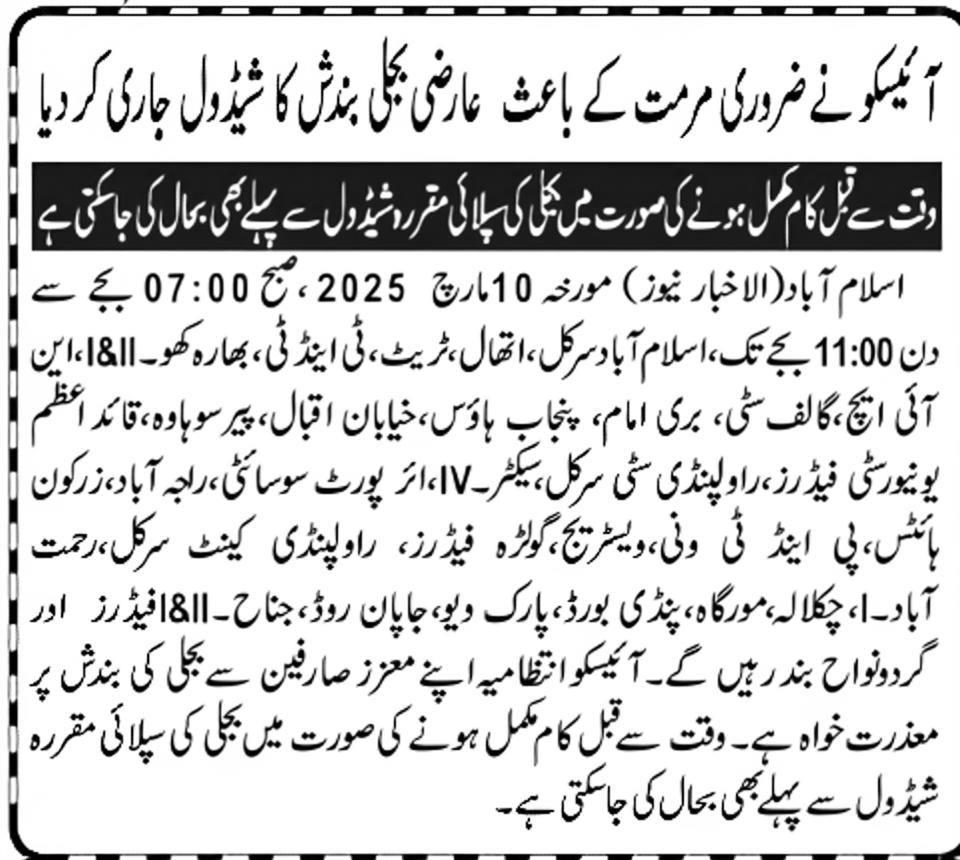 آئیسکو نے ضروری مرمت کے باعث عارضی بجلی بندش کا شیڈول جاری کر دیا
وقت سے قبل کام مکمل ہونے کی صورت میں بجلی کی سپلائی مقررہ شیڈول سے پہلے بھی بحال کی جاسکتی ہے
اسلام آباد(الاخبار نیوز) مورخہ 10مارچ 2025 ،صبح 07:00 بجے سے
دن 11:00 بجے تک،اسلام آباد سرکل،اتھال،ٹریٹ،ٹی اینڈ ٹی،بھارہ کھو۔I&II،این
آئی ایچ،گالف سٹی، بری امام، پنجاب ہاؤس،خیابان اقبال،پیر سوہاوہ،قائد اعظم
یونیورسٹی فیڈرز،راولپنڈی سٹی سرکل،سیکٹر۔IV،ائر پورٹ سوسائٹی،راجہ آباد،زرکون
ہائٹس،پی اینڈ ٹی ونی،ویسٹریج،گولڑہ فیڈرز، راولپنڈی کینٹ سرکل،رحمت
آباد۔I، چکلالہ،مورگاہ،پنڈی بورڈ،پارک ویو،جاپان روڈ،جناح۔I&IIفیڈرز اور
گردونواح بند رہیں گے۔آئیسکو انتظامیہ اپنے معزز صارفین سے بجلی کی بندش پر
معذرت خواہ ہے۔وقت سے قبل کام مکمل ہونے کی صورت میں بجلی کی سپلائی مقررہ
شیڈول سے پہلے بھی بحال کی جاسکتی ہے۔